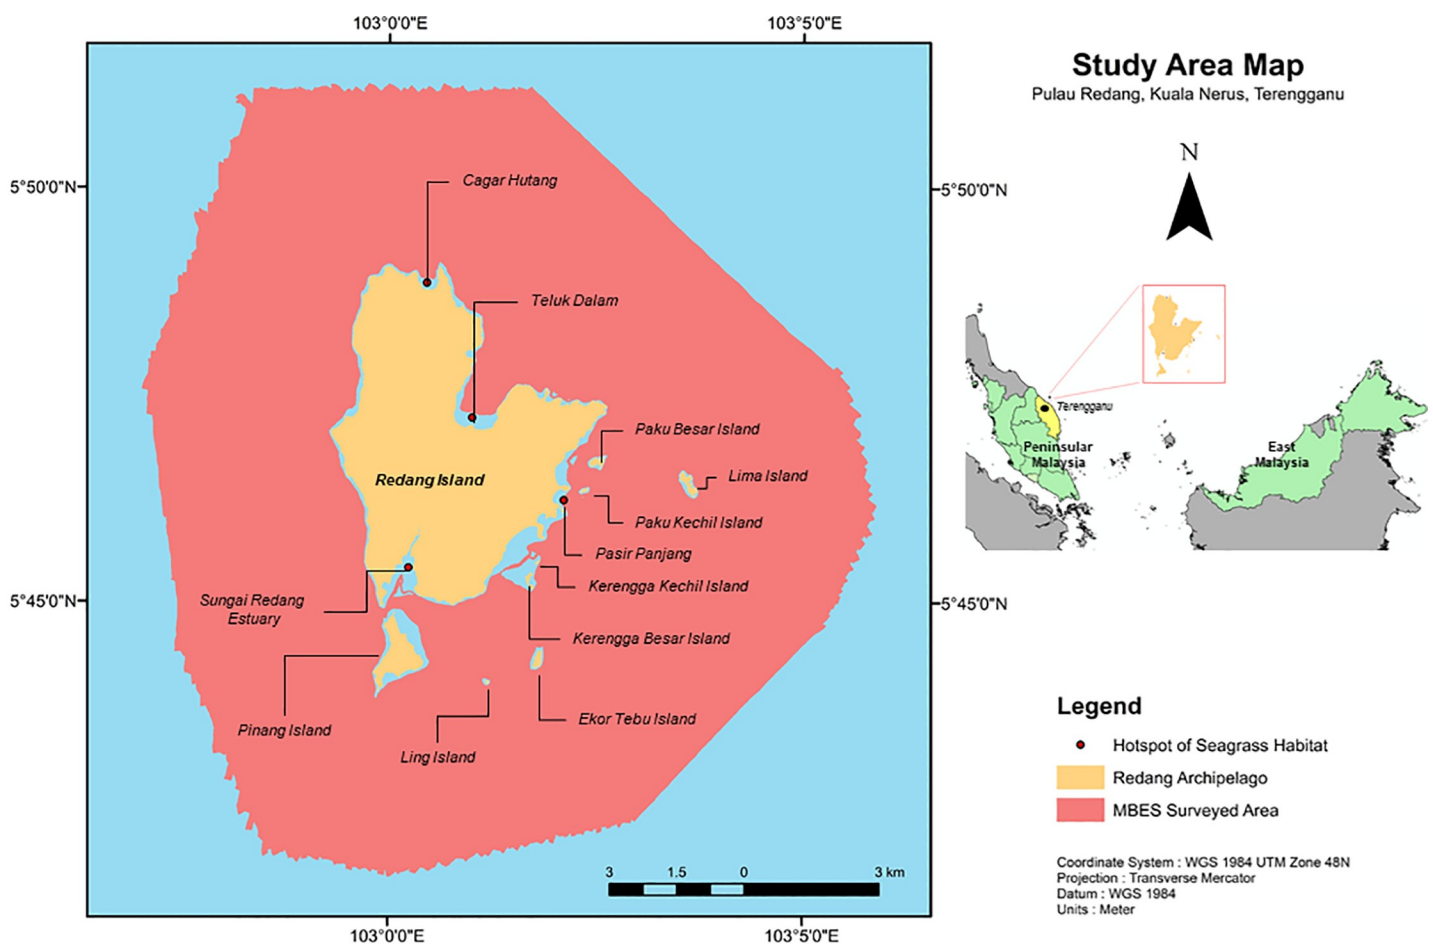 103°0'0"E
103°5'0"E
Study Area Map
Pulau Redang, Kuala Nerus, Terengganu
N
5°50'0"N
5°50'0"N
Cagar Hutang
Teluk Dalam
Paku Besar Island
Redang Island
Lima Island
Paku Kechil Island
Pasir Panjang
Kerengga Kechil Island
5°45'0"N
5°45'0"N
Sungai Redang
Estuary
Kerengga Besar Island
Pinang Island
Ekor Tebu Island
Ling Island
Terengganu
Peninsular
Malaysia
East
Malaysia
Legend
Hotspot of Seagrass Habitat
Redang Archipelago
MBES Surveyed Area
3 1.5 0 3 km
Coordinate System : WGS 1984 UTM Zone 48N
Projection : Transverse Mercator
Datum : WGS 1984
Units : Meter
103°0'0"E
103°5'0"E